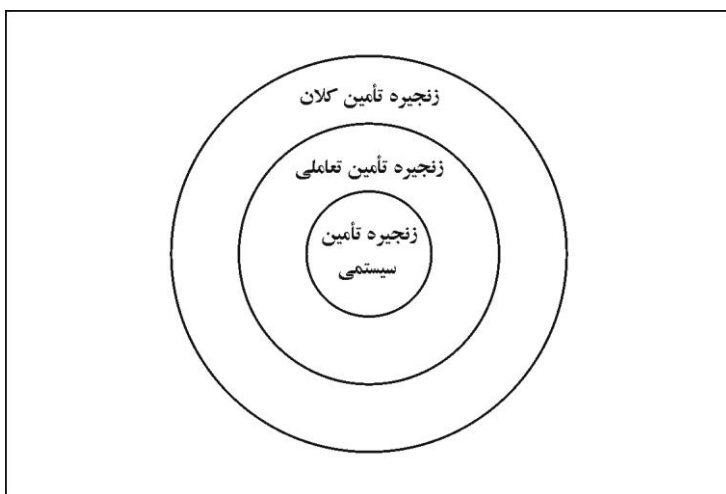 زنجیره تأمین کلان
زنجیره تأمین تعاملی
زنجیره تأمین
سیستمی